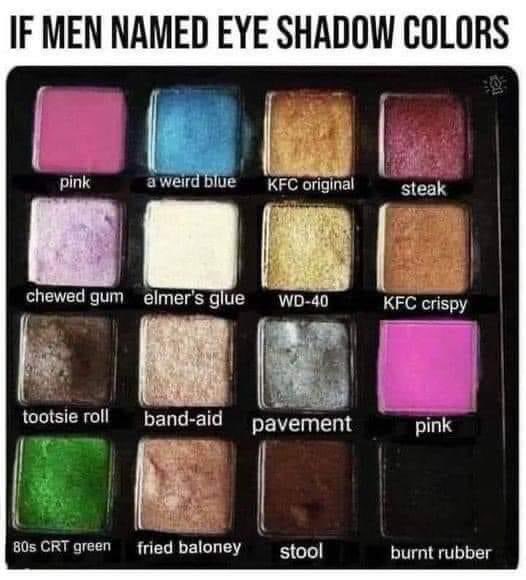 IF MEN NAMED EYE SHADOW COLORS
pink
a weird blue
KFC original
steak
chewed gum
elmer's glue
WD-40
KFC crispy
tootsie roll
band-aid
pavement
pink
80s CRT green
fried baloney
stool
burnt rubber